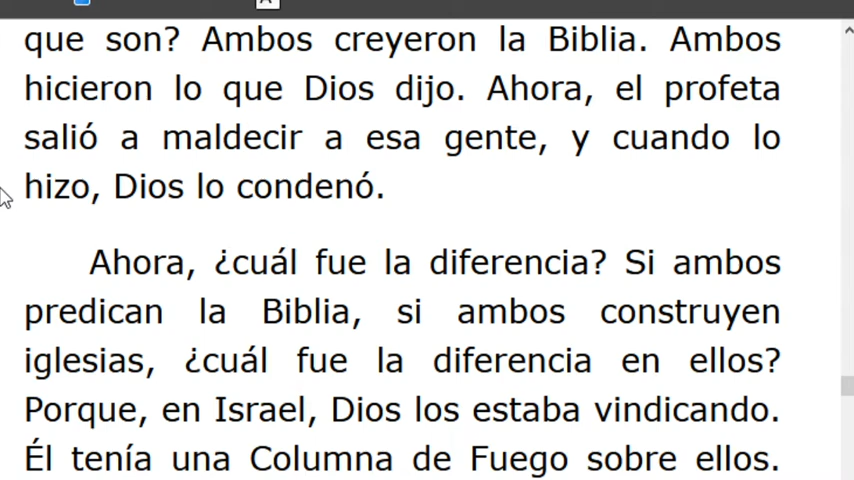 que son? Ambos creyeron la Biblia. Ambos
hicieron lo que Dios dijo. Ahora, el profeta
salió a maldecir a esa gente, y cuando lo
hizo, Dios lo condenó.
Ahora, ¿cuál fue la diferencia? Si ambos
predican la Biblia, si ambos construyen
iglesias, ¿cuál fue la diferencia en ellos?
Porque, en Israel, Dios los estaba vindicando.
Él tenía una Columna de Fuego sobre ellos.